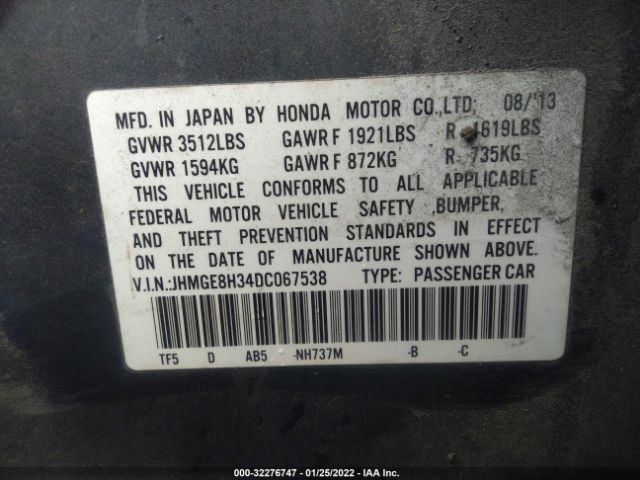 MFD. IN JAPAN BY HONDA MOTOR CO.,LTD; 08/'13
GVWR 3512LBS GAWR F 1921LBS R 1619LBS
GVWR 1594KG GAWR F 872KG R 735KG
THIS VEHICLE CONFORMS TO ALL APPLICABLE
FEDERAL MOTOR VEHICLE SAFETY ,BUMPER,
AND THEFT PREVENTION STANDARDS IN EFFECT
ON THE DATE OF MANUFACTURE SHOWN ABOVE.
V.I.N.:JHMGE8H34DC067538 TYPE: PASSENGER CAR
TF5 D AB5 -NH737M -B -C
000-32276747 - 01/25/2022 - IAA Inc.